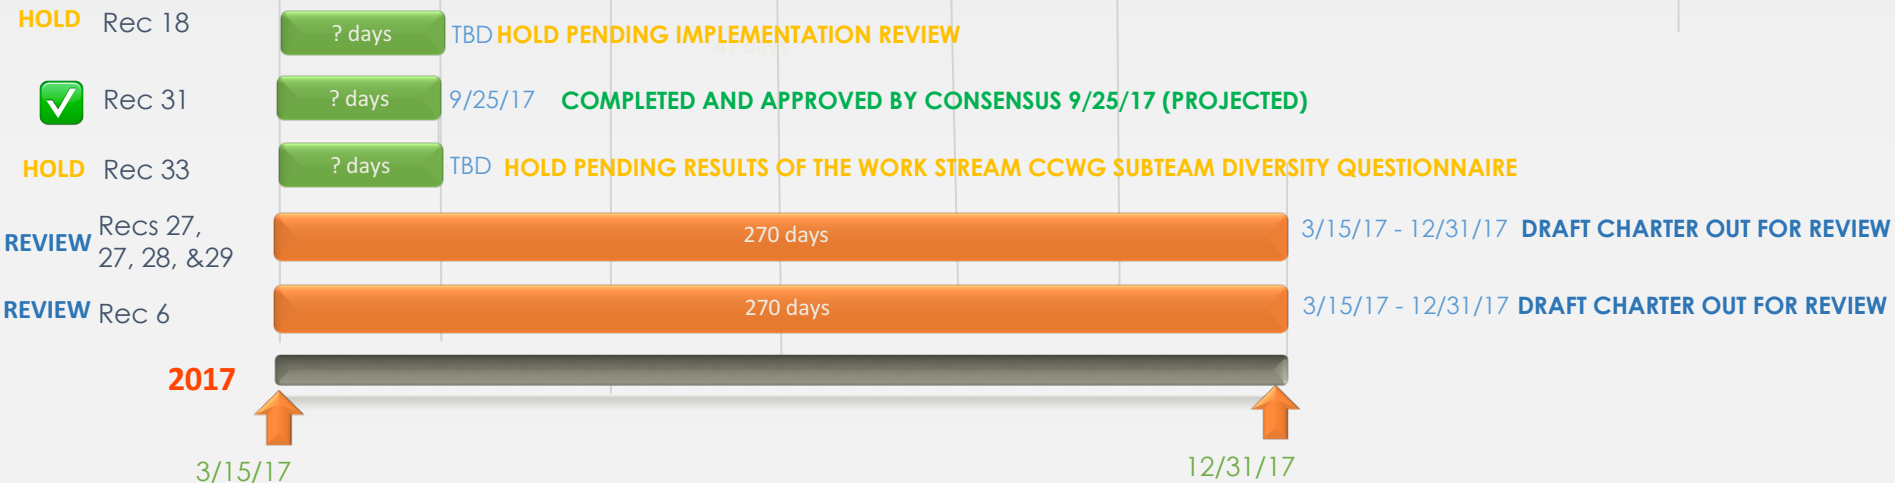 HOLD Rec 18 ? days TBD HOLD PENDING IMPLEMENTATION REVIEW
Rec 31 ? days 9/25/17 COMPLETED AND APPROVED BY CONSENSUS 9/25/17 (PROJECTED)
HOLD Rec 33 ? days TBD HOLD PENDING RESULTS OF THE WORK STREAM CCWG SUBTEAM DIVERSITY QUESTIONNAIRE
REVIEW Recs 27,
27, 28, &29
270 days 3/15/17 - 12/31/17 DRAFT CHARTER OUT FOR REVIEW
REVIEW Rec 6 270 days 3/15/17 - 12/31/17 DRAFT CHARTER OUT FOR REVIEW
2017
3/15/17 12/31/17